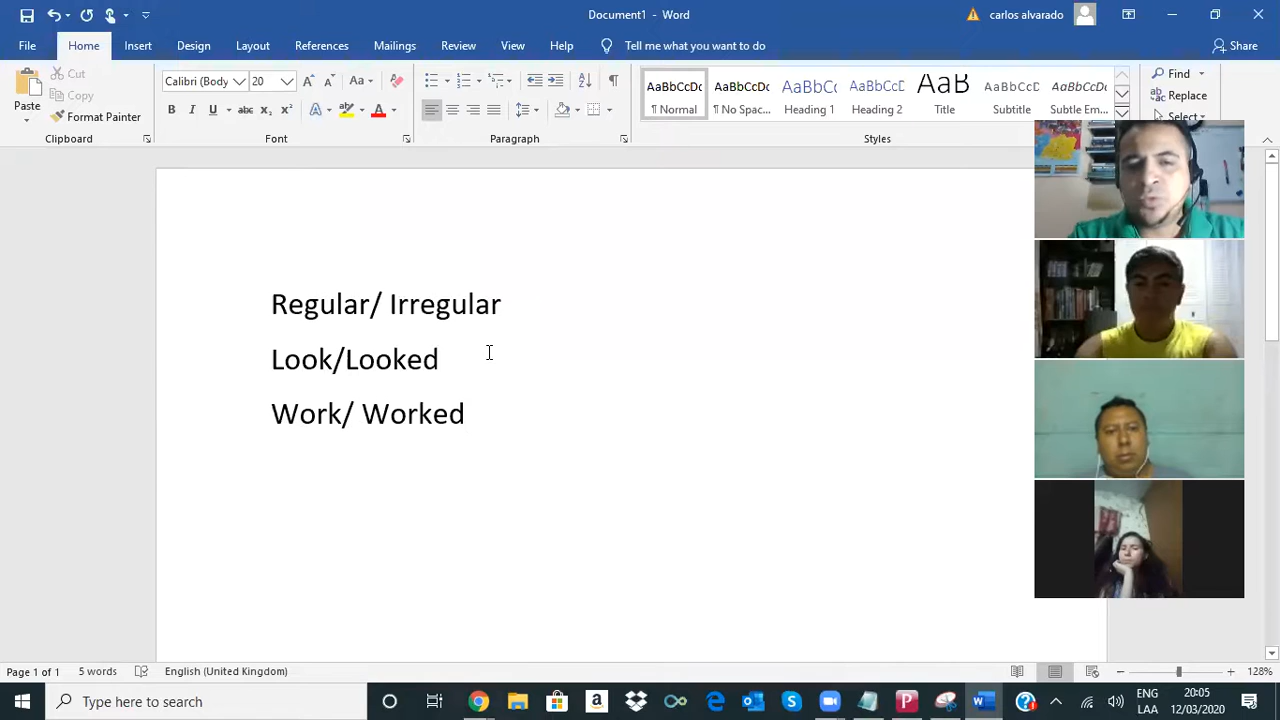 Document1 - Word
carlos alvarado
File Home Insert Design Layout References Mailings Review View Help Tell me what you want to do Share
Cut
Copy
Paste
Format Painter
Clipboard
Calibri (Body 20
Font
Paragraph
AaBbCcDc AaBbCcDc AaBbCc AaBbCcD AaB AaBbCcD AaBbCcDc
¶ Normal ¶ No Spac... Heading 1 Heading 2 Title Subtitle Subtle Em...
Styles
Find
Replace
Select
Regular/ Irregular
Look/Looked
Work/ Worked
Page 1 of 1 5 words English (United Kingdom) 128%
Type here to search
ENG
LAA
20:05
12/03/2020